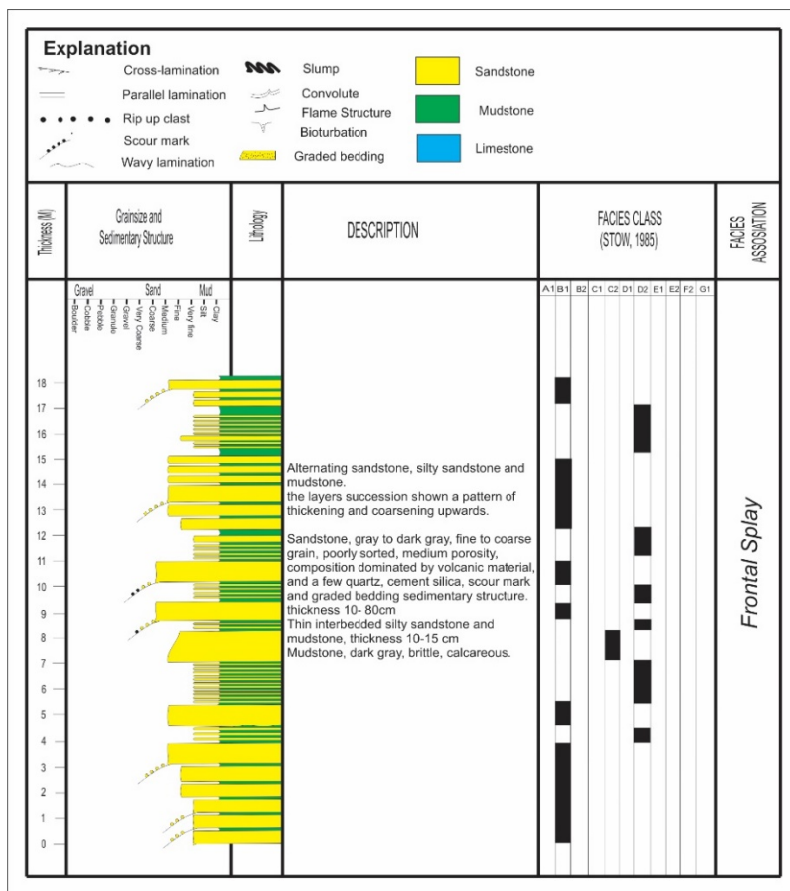 Explanation
Cross-lamination
Parallel lamination
Rip up clast
Scour mark
Wavy lamination
Slump
Convolute
Flame Structure
Bioturbation
Graded bedding
Sandstone
Mudstone
Limestone
Thickness (M)
Grainsize and
Sedimentary Structure
Lithology
DESCRIPTION
FACIES CLASS
(STOW, 1985)
FACIES
ASSOSIATION
Gravel Sand Mud
Boulder
Cobble
Pebble
Granule
Gravel
Very Coarse
Coarse
Medium
Fine
Very fine
Silt
Clay
A1 B1 B2 C1 C2 D1 D2 E1 E2 F2 G1
18
17
16
15
14
13
12
11
10
9
8
7
6
5
4
3
2
1
0
Alternating sandstone, silty sandstone and
mudstone.
the layers succession shown a pattern of
thickening and coarsening upwards.
Sandstone, gray to dark gray, fine to coarse
grain, poorly sorted, medium porosity,
composition dominated by volcanic material,
and a few quartz, cement silica, scour mark
and graded bedding sedimentary structure.
thickness 10- 80cm
Thin interbedded silty sandstone and
mudstone, thickness 10-15 cm
Mudstone, dark gray, brittle, calcareous.
Frontal Splay